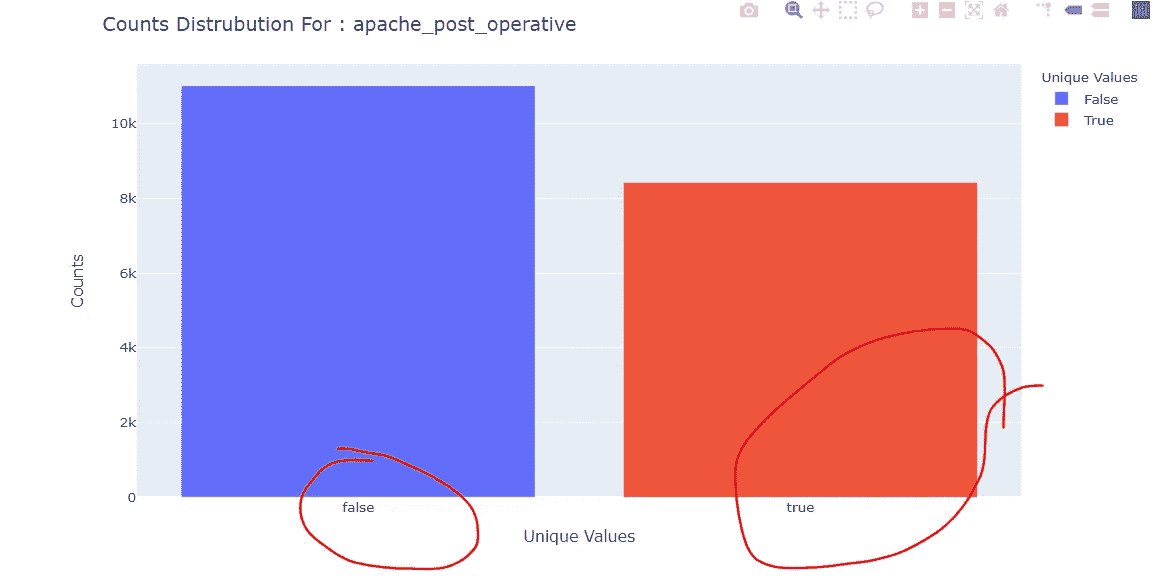 Counts Distrubution For : apache_post_operative
Unique Values
False
True
10k
8k
6k
4k
2k
0
Counts
false
true
Unique Values